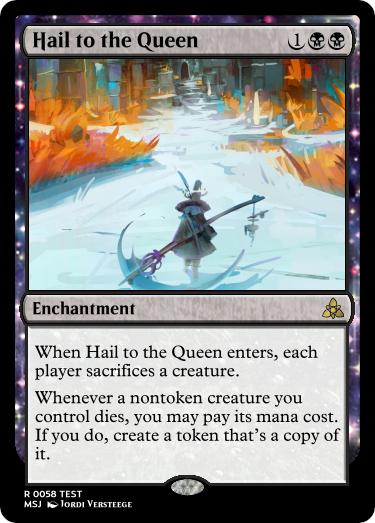 Hail to the Queen 1
Enchantment
When Hail to the Queen enters, each
player sacrifices a creature.
Whenever a nontoken creature you
control dies, you may pay its mana cost.
If you do, create a token that's a copy of
it.
R 0058 TEST
MSJ Jordi Versteege